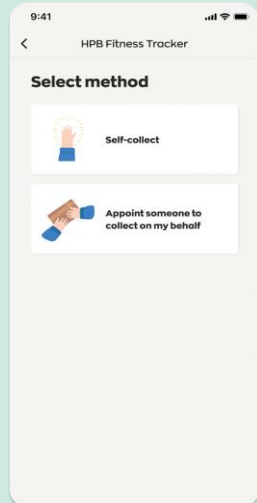 9:41
HPB Fitness Tracker
Select method
Self-collect
Appoint someone to
collect on my behalf